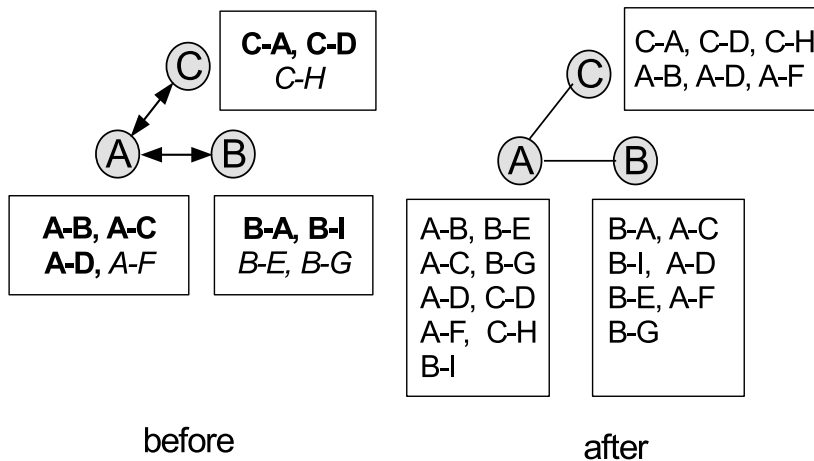 C-A, C-D
C-H
C
A
B
A-B, A-C
A-D, A-F
B-A, B-I
B-E, B-G
before
C-A, C-D, C-H
A-B, A-D, A-F
C
A
B
A-B, B-E
A-C, B-G
A-D, C-D
A-F, C-H
B-I
B-A, A-C
B-I, A-D
B-E, A-F
B-G
after